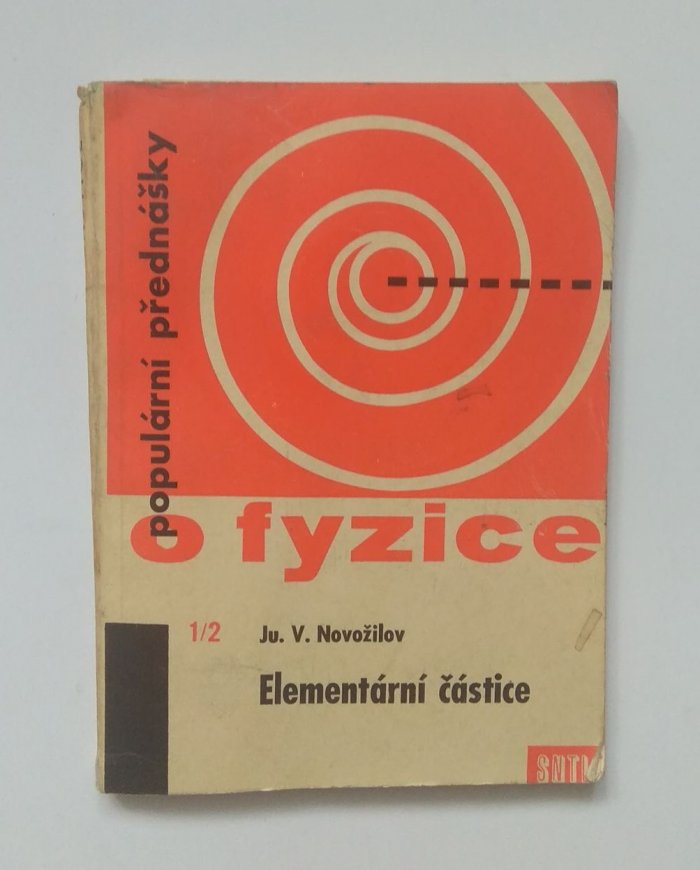 populární přednášky
o fyzice
1/2 Ju. V. Novožilov
Elementární částice
SNTL